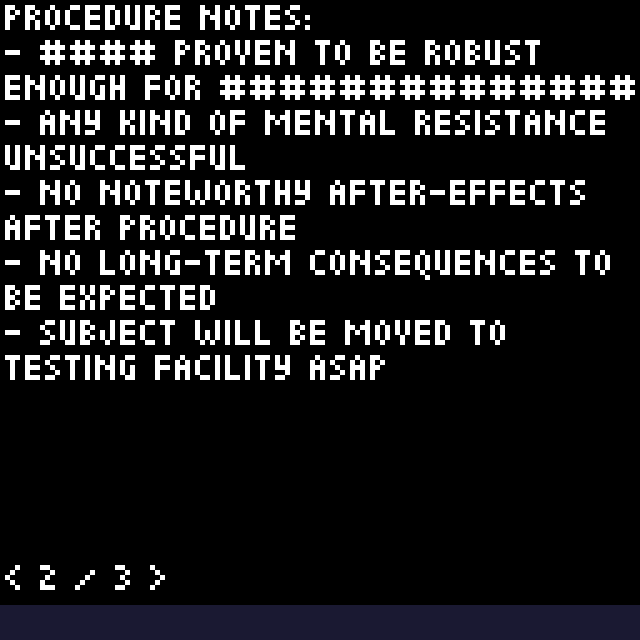 PROCEDURE NOTES:
- #### PROVEN TO BE ROBUST
ENOUGH FOR ##############
- ANY KIND OF MENTAL RESISTANCE
UNSUCCESSFUL
- NO NOTEWORTHY AFTER-EFFECTS
AFTER PROCEDURE
- NO LONG-TERM CONSEQUENCES TO
BE EXPECTED
- SUBJECT WILL BE MOVED TO
TESTING FACILITY ASAP
< 2 / 3 >